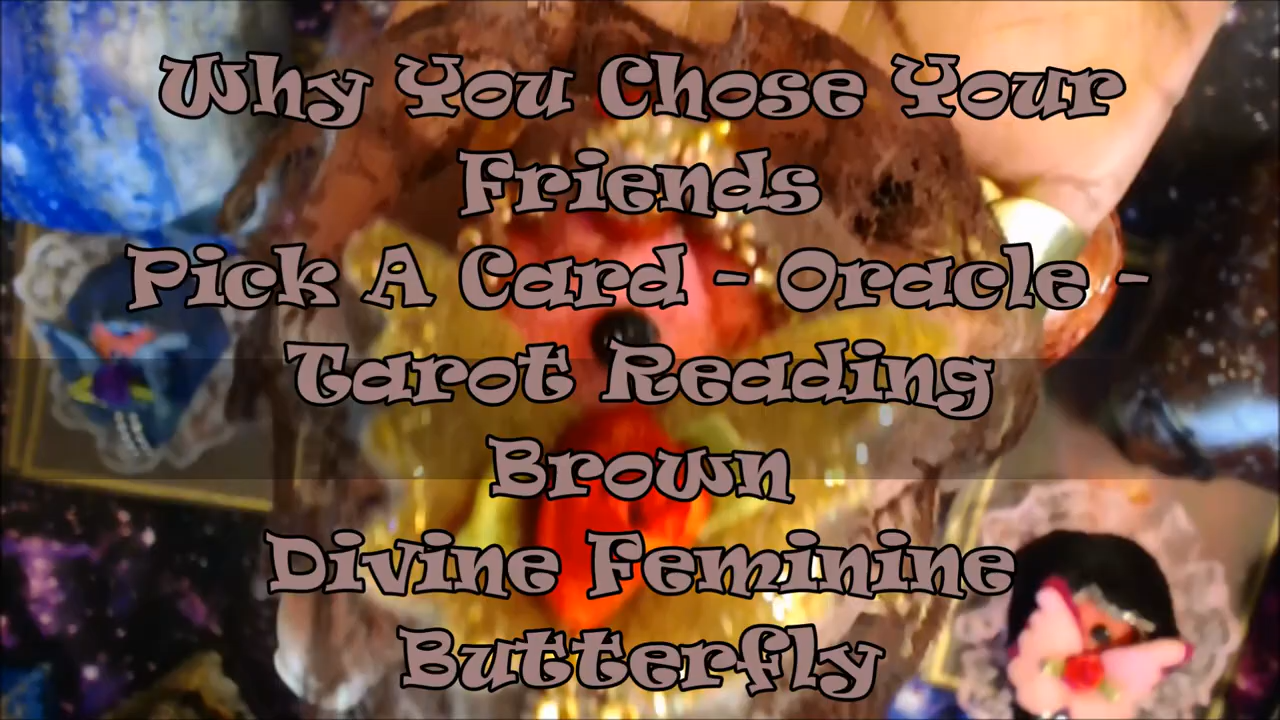 Why You Chose Your
Friends
Pick A Card - Oracle -
Tarot Reading
Brown
Divine Feminine
Butterfly